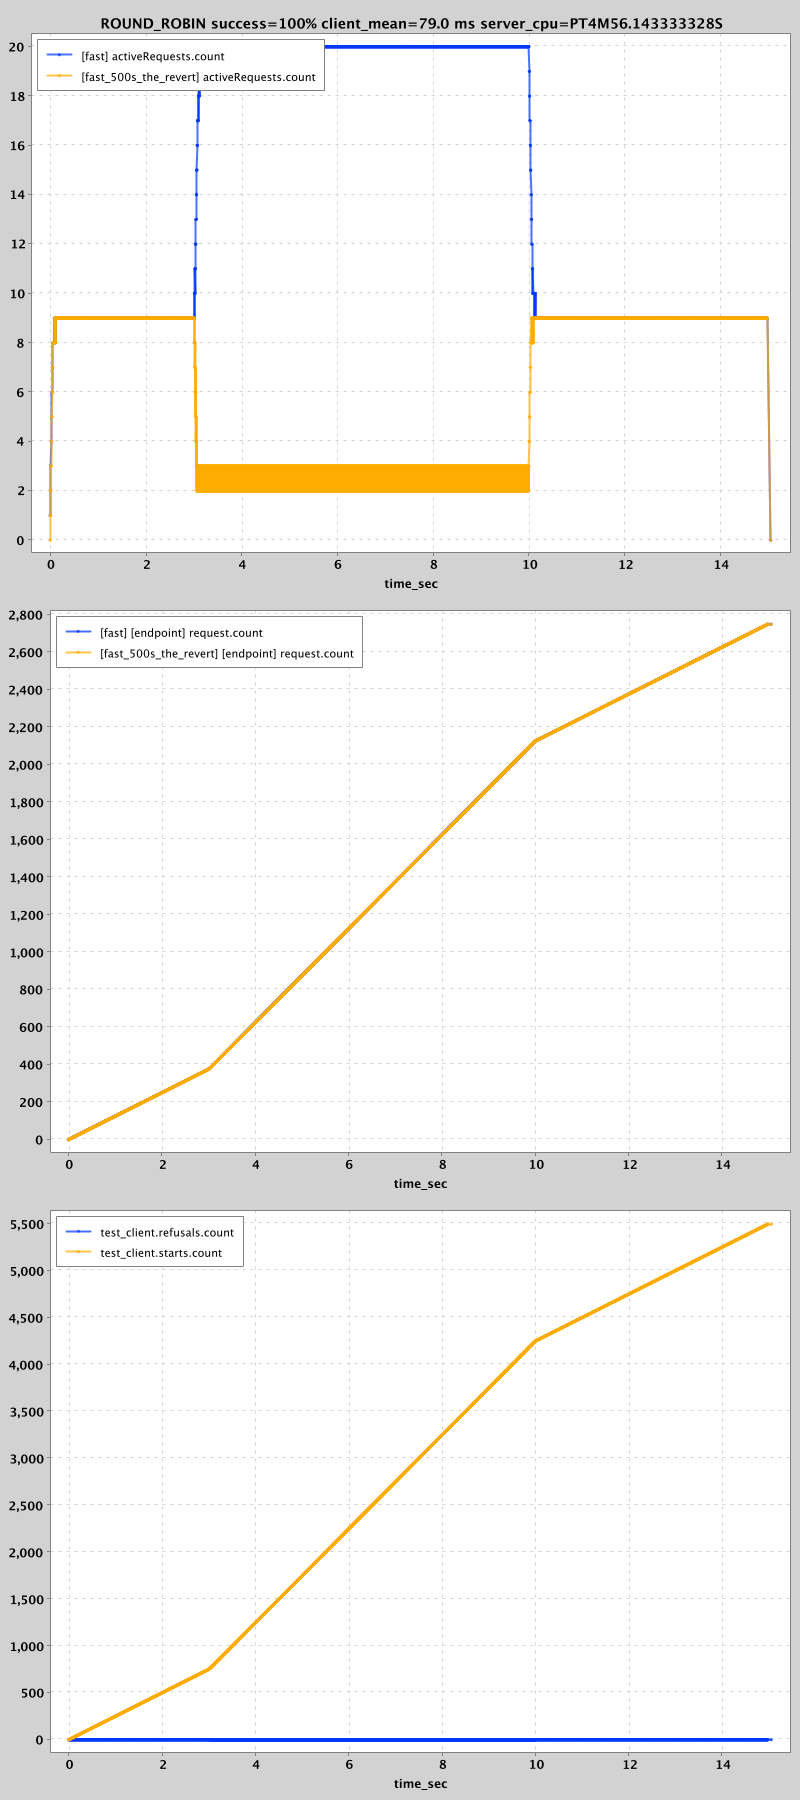 ROUND_ROBIN success=100% client_mean=79.0 ms server_cpu=PT4M56.143333328S
[fast] activeRequests.count
[fast_500s_the_revert] activeRequests.count
20
18
16
14
12
10
8
6
4
2
0
0 2 4 6 8 10 12 14
time_sec
2,800
[fast] [endpoint] request.count
[fast_500s_the_revert] [endpoint] request.count
2,600
2,400
2,200
2,000
1,800
1,600
1,400
1,200
1,000
800
600
400
200
0
0 2 4 6 8 10 12 14
time_sec
5,500
test_client.refusals.count
test_client.starts.count
5,000
4,500
4,000
3,500
3,000
2,500
2,000
1,500
1,000
500
0
0 2 4 6 8 10 12 14
time_sec